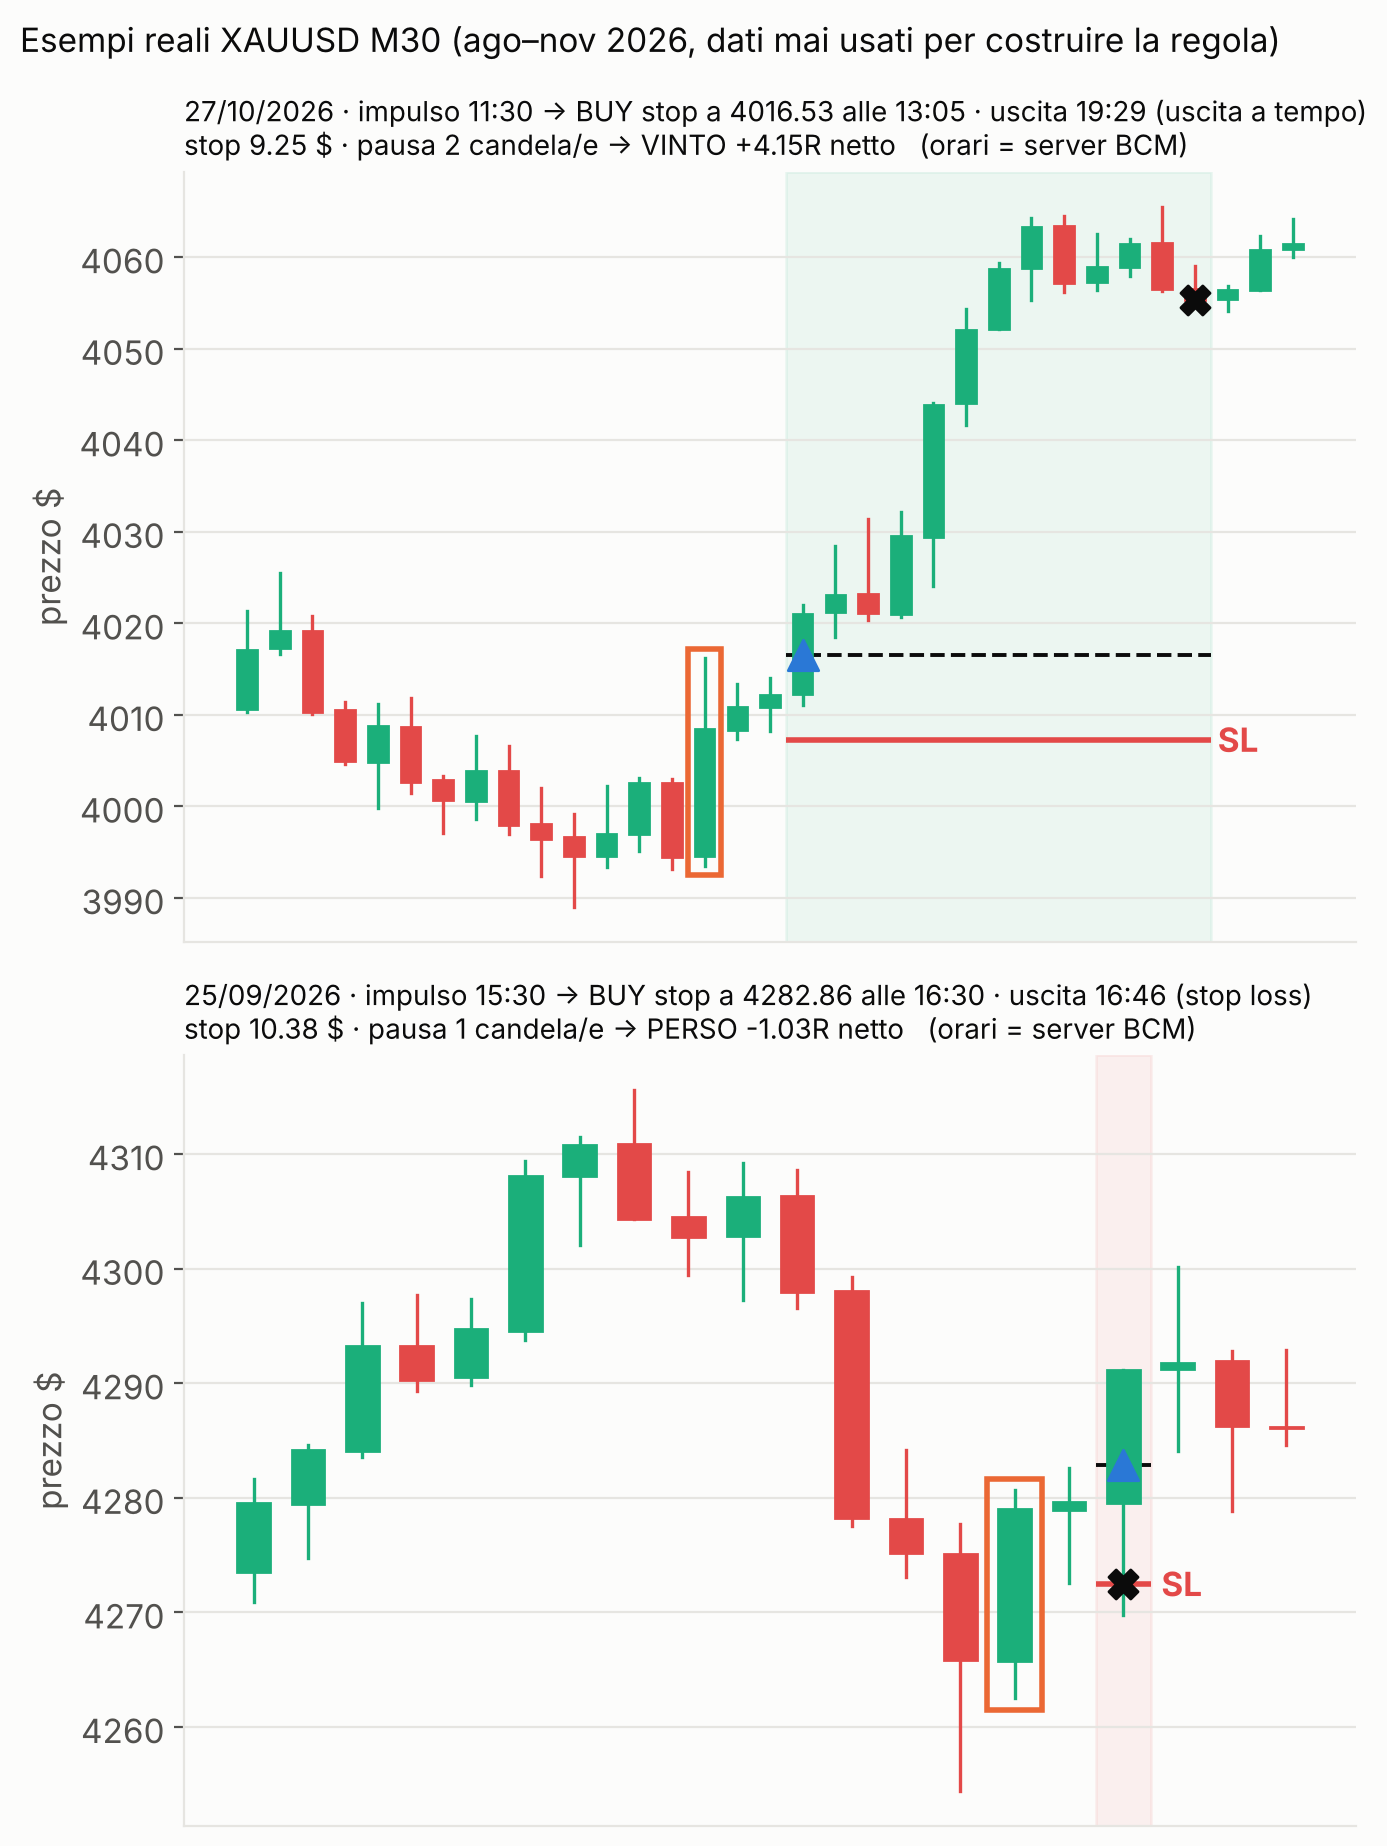 Esempi reali XAUUSD M30 (ago–nov 2026, dati mai usati per costruire la regola)
27/10/2026 · impulso 11:30 → BUY stop a 4016.53 alle 13:05 · uscita 19:29 (uscita a tempo)
stop 9.25 $ · pausa 2 candela/e → VINTO +4.15R netto (orari = server BCM)
prezzo $
4060
4050
4040
4030
4020
4010
4000
3990
SL
25/09/2026 · impulso 15:30 → BUY stop a 4282.86 alle 16:30 · uscita 16:46 (stop loss)
stop 10.38 $ · pausa 1 candela/e → PERSO -1.03R netto (orari = server BCM)
prezzo $
4310
4300
4290
4280
4270
4260
SL